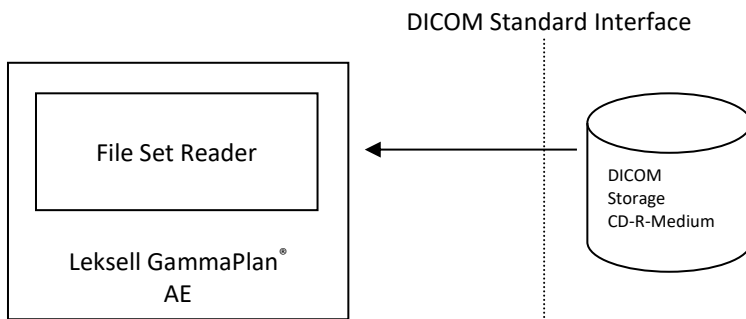 DICOM Standard Interface
File Set Reader
Leksell GammaPlan®
AE
DICOM
Storage
CD-R-Medium